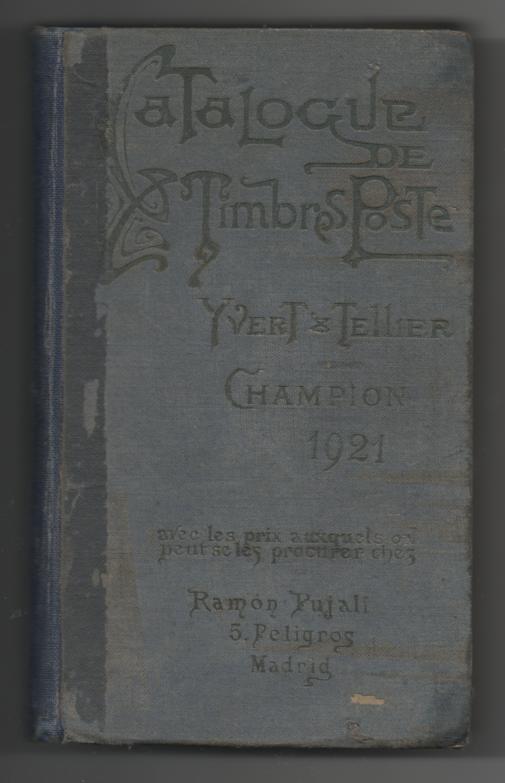 Catalogue
de
Timbres Poste
Yvert & Tellier
Champion
1921
avec les prix auxquels on
peut se les procurer chez
Ramón Pujali
5. Peligros
Madrid